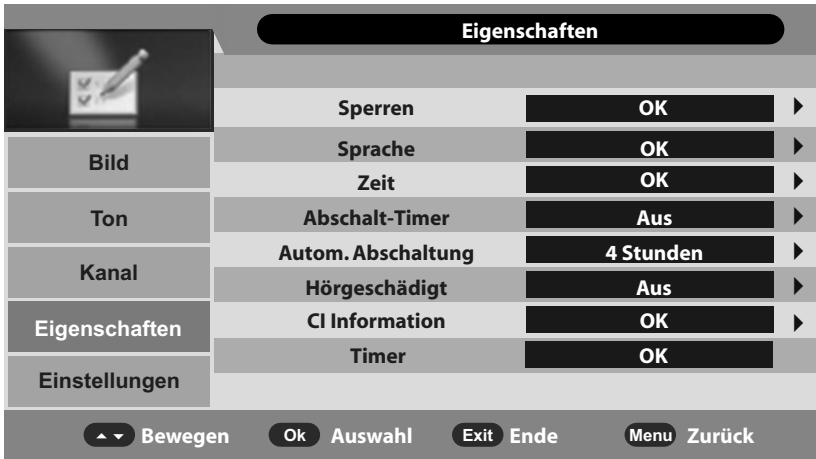 Eigenschaften
Sperren OK
Sprache OK
Zeit OK
Abschalt-Timer Aus
Autom. Abschaltung 4 Stunden
Hörgeschädigt Aus
CI Information OK
Timer OK
Bild
Ton
Kanal
Eigenschaften
Einstellungen
Bewegen Ok Auswahl Exit Ende Menu Zurück